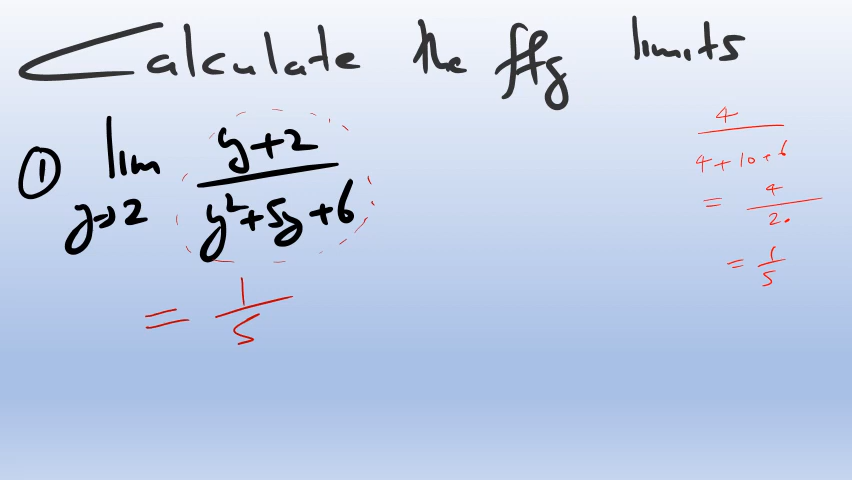 Calculate the ffg limits
① lim y→2 (y+2)/(y²+5y+6)
= 1/5
4/(4+10+6)
= 4/20
= 1/5